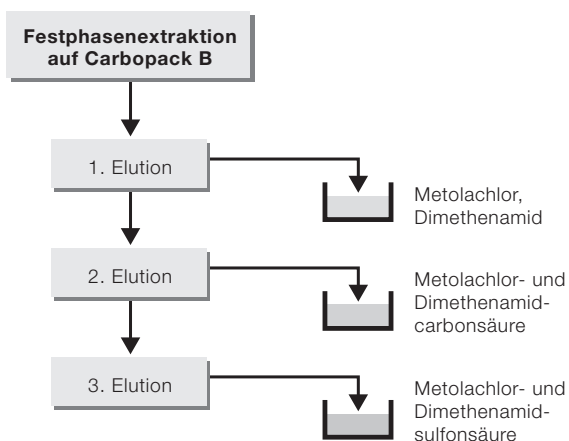 Festphasenextraktion
auf Carbopack B
1. Elution
Metolachlor,
Dimethenamid
2. Elution
Metolachlor- und
Dimethenamid-
carbonsäure
3. Elution
Metolachlor- und
Dimethenamid-
sulfonsäure